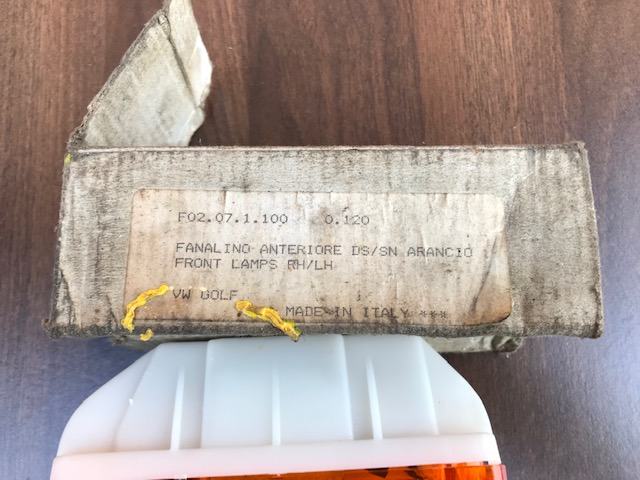 F02.07.1.100 0.120
FANALINO ANTERIORE DS/SN ARANCIO
FRONT LAMPS RH/LH
VW GOLF
MADE IN ITALY ***